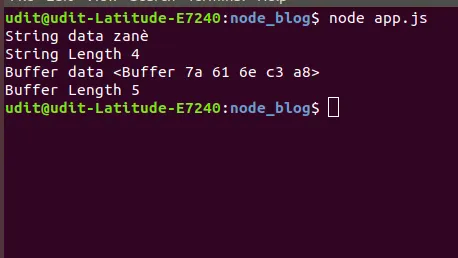 udit@udit-Latitude-E7240:node_blog$ node app.js
String data zanè
String Length 4
Buffer data <Buffer 7a 61 6e c3 a8>
Buffer Length 5
udit@udit-Latitude-E7240:node_blog$